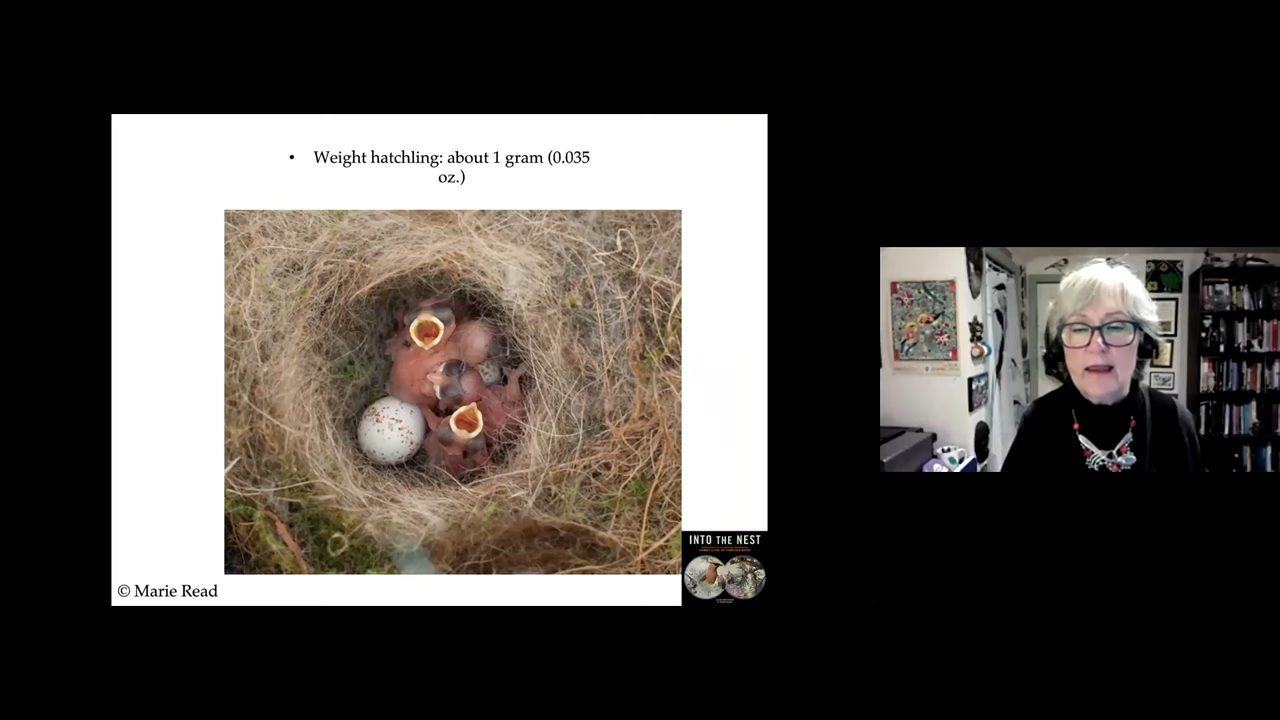 • Weight hatchling: about 1 gram (0.035
oz.)
INTO THE NEST
© Marie Read